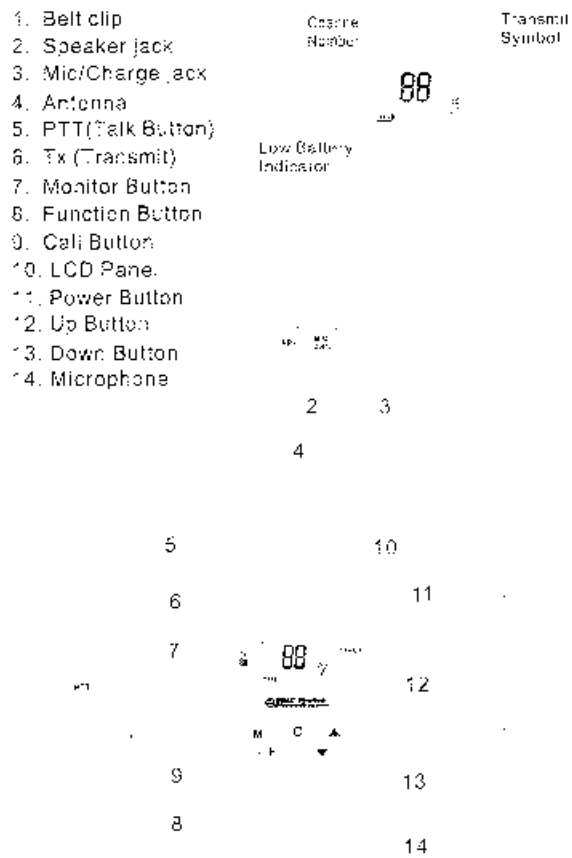 1. Belt clip
2. Speaker jack
3. Mic/Charge jack
4. Antenna
5. PTT(Talk Button)
6. Tx (Transmit)
7. Monitor Button
8. Function Button
9. Call Button
10. LCD Panel
11. Power Button
12. Up Button
13. Down Button
14. Microphone
Number
Transmit
Symbol
88
Low Battery
Indicator
2 3
4
5 10
6 11
7
88
12
PTT
M C
F
9 13
8
14